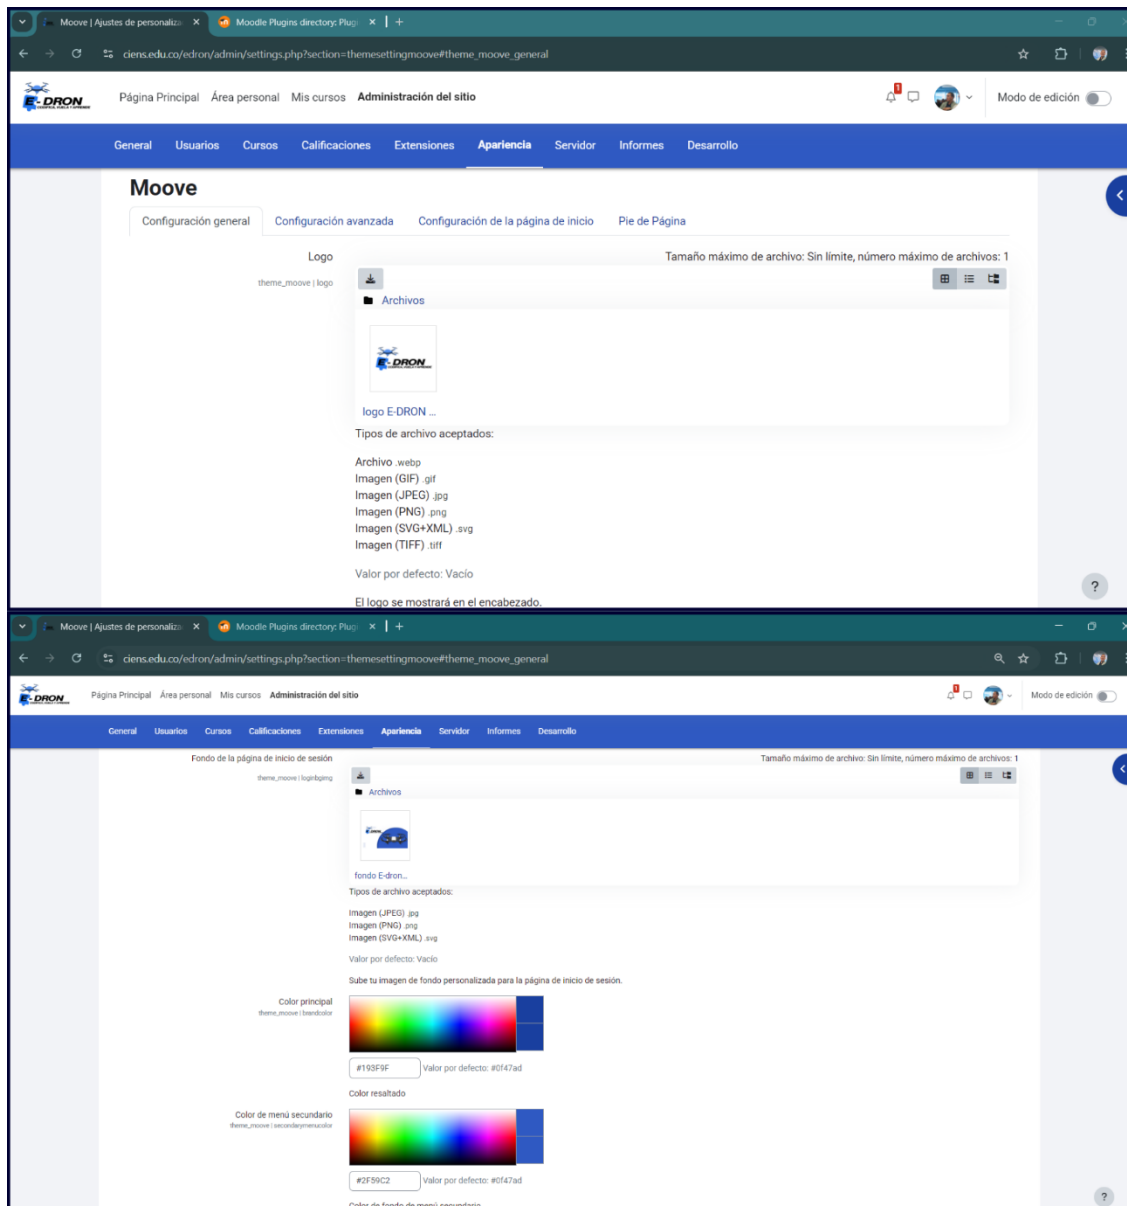 Moove | Ajustes de personaliza
Moodle Plugins directory: Plug
ciens.edu.co/edron/admin/settings.php?section=themesettingmoove#theme_moove_general
E-DRON
Página Principal Área personal Mis cursos Administración del sitio
1
Modo de edición
General Usuarios Cursos Calificaciones Extensiones Apariencia Servidor Informes Desarrollo
Moove
Configuración general Configuración avanzada Configuración de la página de inicio Pie de Página
Logo
Tamaño máximo de archivo: Sin límite, número máximo de archivos: 1
theme_moove | logo
Archivos
E-DRON
logo E-DRON ...
Tipos de archivo aceptados:
Archivo .webp
Imagen (GIF) .gif
Imagen (JPEG) .jpg
Imagen (PNG) .png
Imagen (SVG+XML) .svg
Imagen (TIFF) .tiff
Valor por defecto: Vacío
El logo se mostrará en el encabezado.
?
Moove | Ajustes de personaliza
Moodle Plugins directory: Plug
ciens.edu.co/edron/admin/settings.php?section=themesettingmoove#theme_moove_general
E-DRON
Página Principal Área personal Mis cursos Administración del sitio
1
Modo de edición
General Usuarios Cursos Calificaciones Extensiones Apariencia Servidor Informes Desarrollo
Fondo de la página de inicio de sesión
Tamaño máximo de archivo: Sin límite, número máximo de archivos: 1
theme_moove | loginbgimg
Archivos
fondo E-dron...
Tipos de archivo aceptados:
Imagen (JPEG) .jpg
Imagen (PNG) .png
Imagen (SVG+XML) .svg
Valor por defecto: Vacío
Sube tu imagen de fondo personalizada para la página de inicio de sesión.
Color principal
theme_moove | brandcolor
#193F9F Valor por defecto: #0f47ad
Color resaltado
Color de menú secundario
theme_moove | secondarymenucolor
#2F59C2 Valor por defecto: #0f47ad
Color de fondo de menú secundario
?